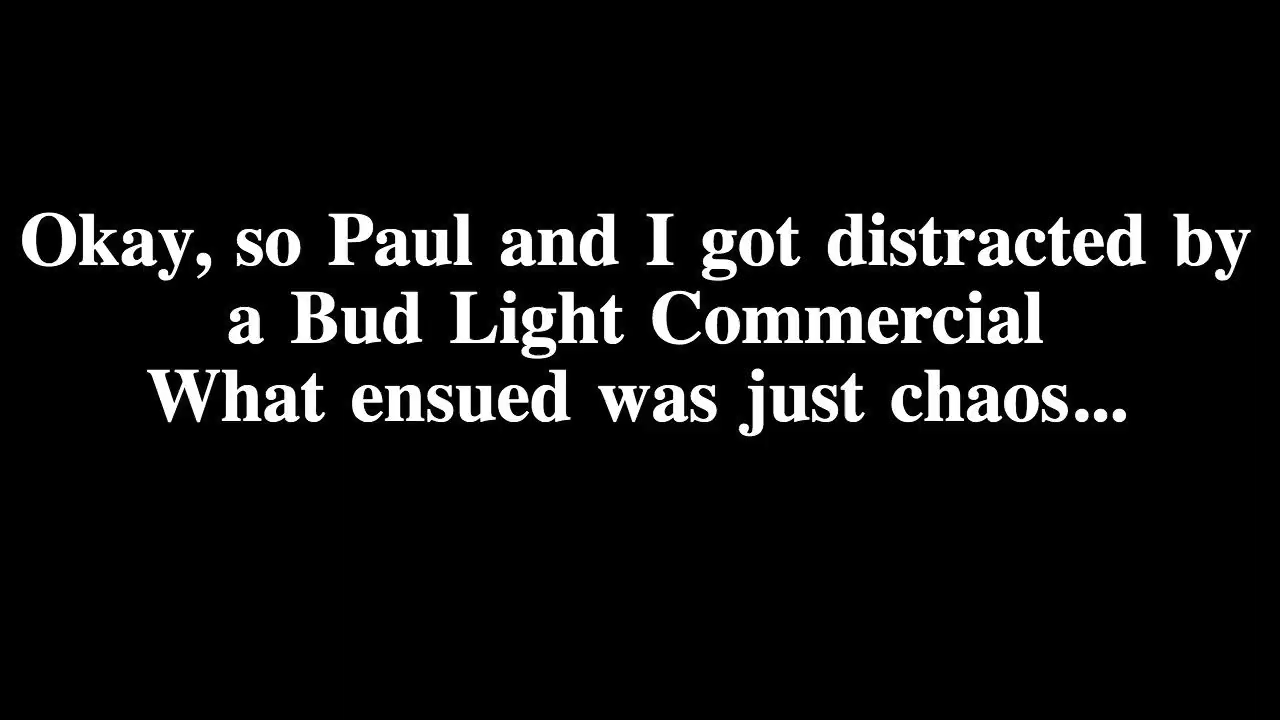 Okay, so Paul and I got distracted by
a Bud Light Commercial
What ensued was just chaos...